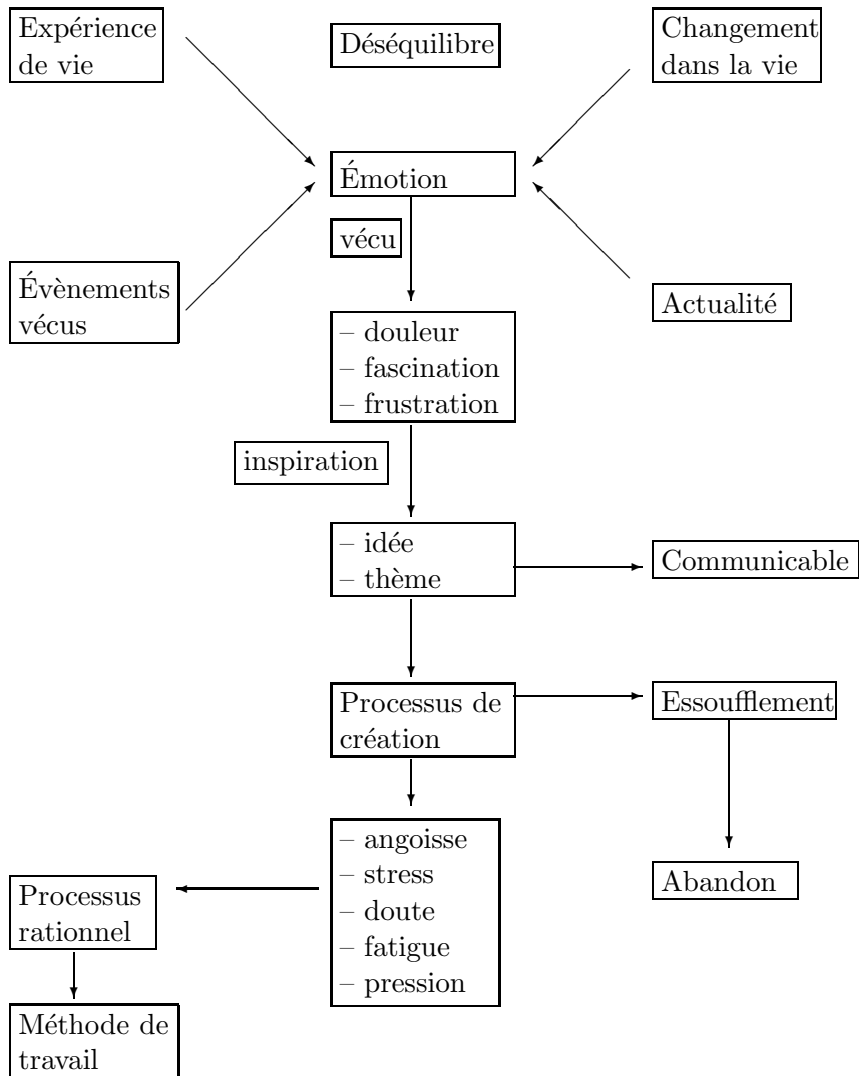 Expérience
de vie
Déséquilibre
Changement
dans la vie
Émotion
vécu
Évènements
vécus
Actualité
– douleur
– fascination
– frustration
inspiration
– idée
– thème
Communicable
Processus de
création
Essoufflement
– angoisse
– stress
– doute
– fatigue
– pression
Abandon
Processus
rationnel
Méthode de
travail